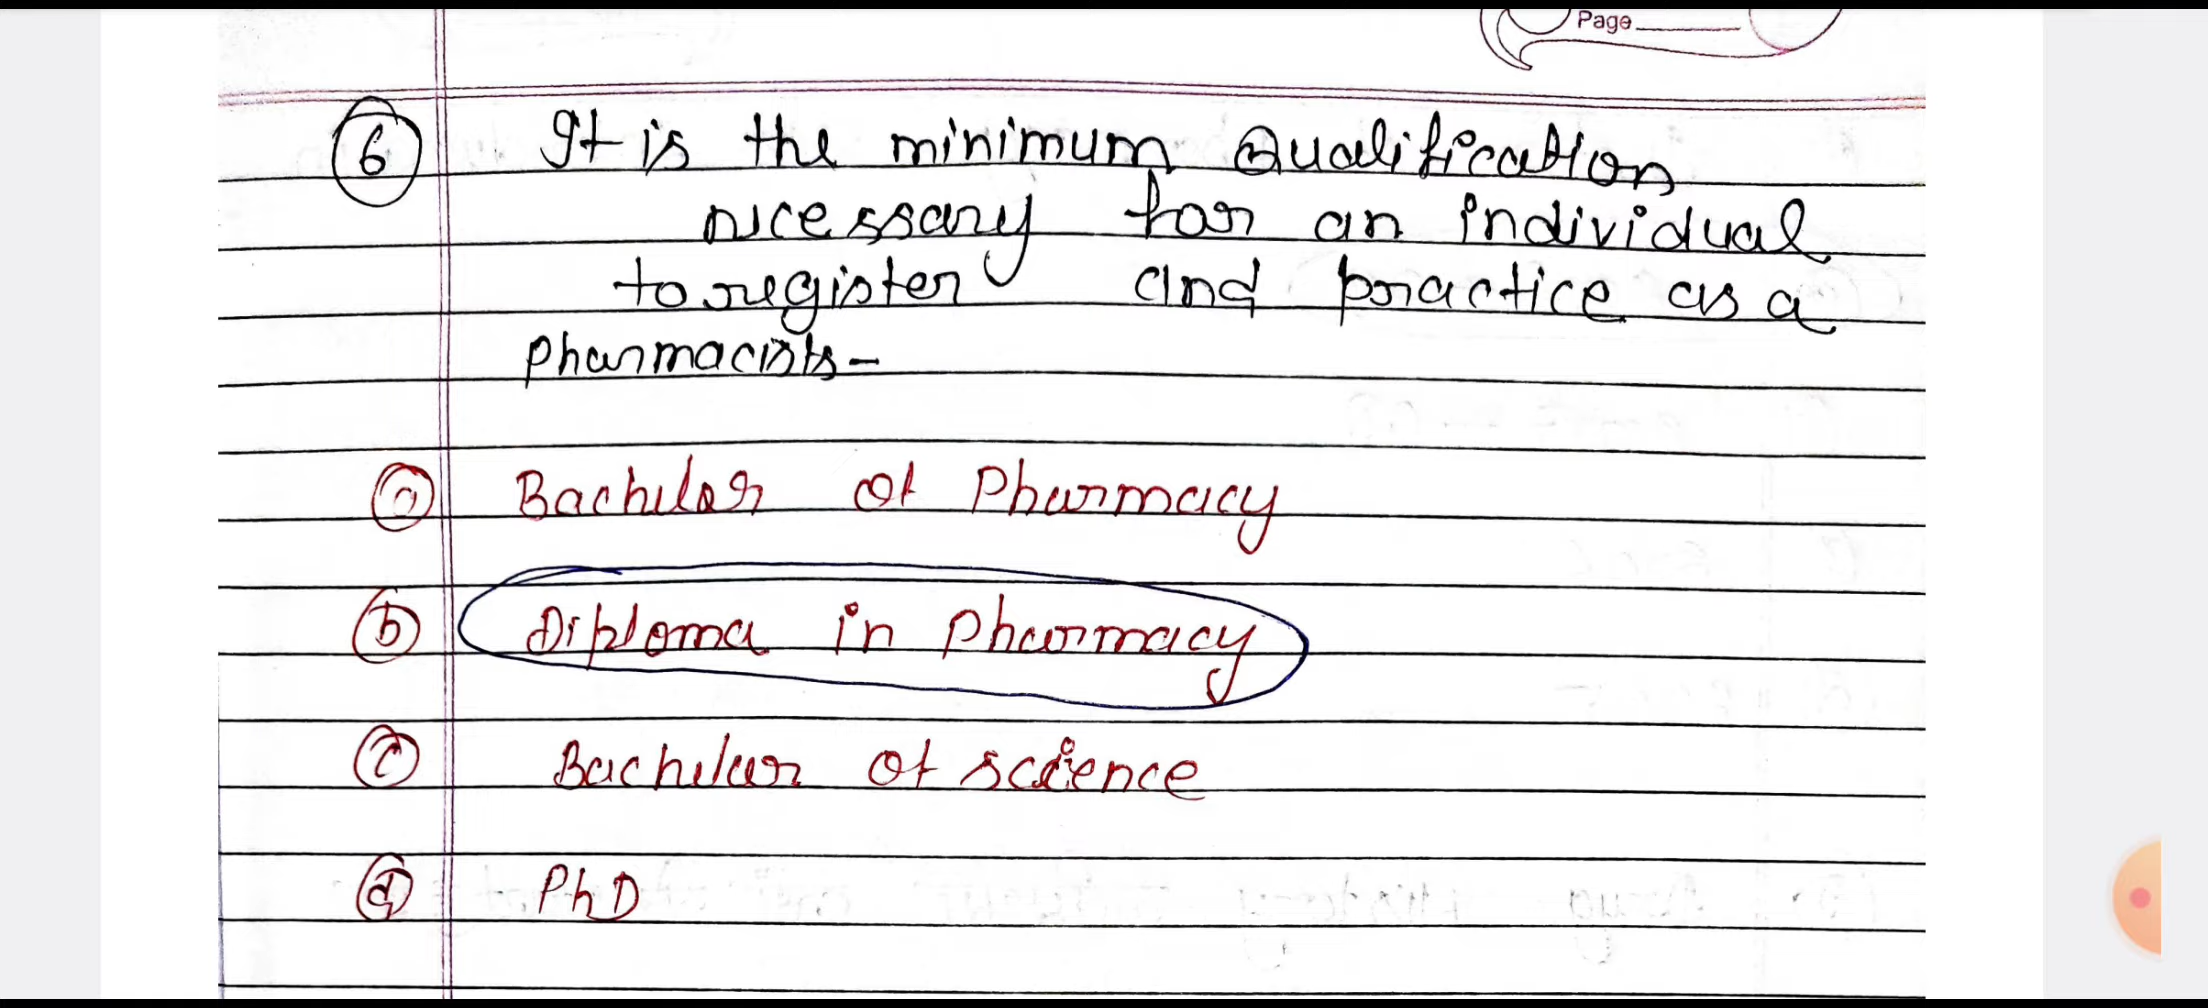 Page
6 It is the minimum Qualification
necessary for an individual
to register and practice as a
pharmacists-
a Bachelor of Pharmacy
b Diploma in pharmacy
c Bachelor of science
d PhD